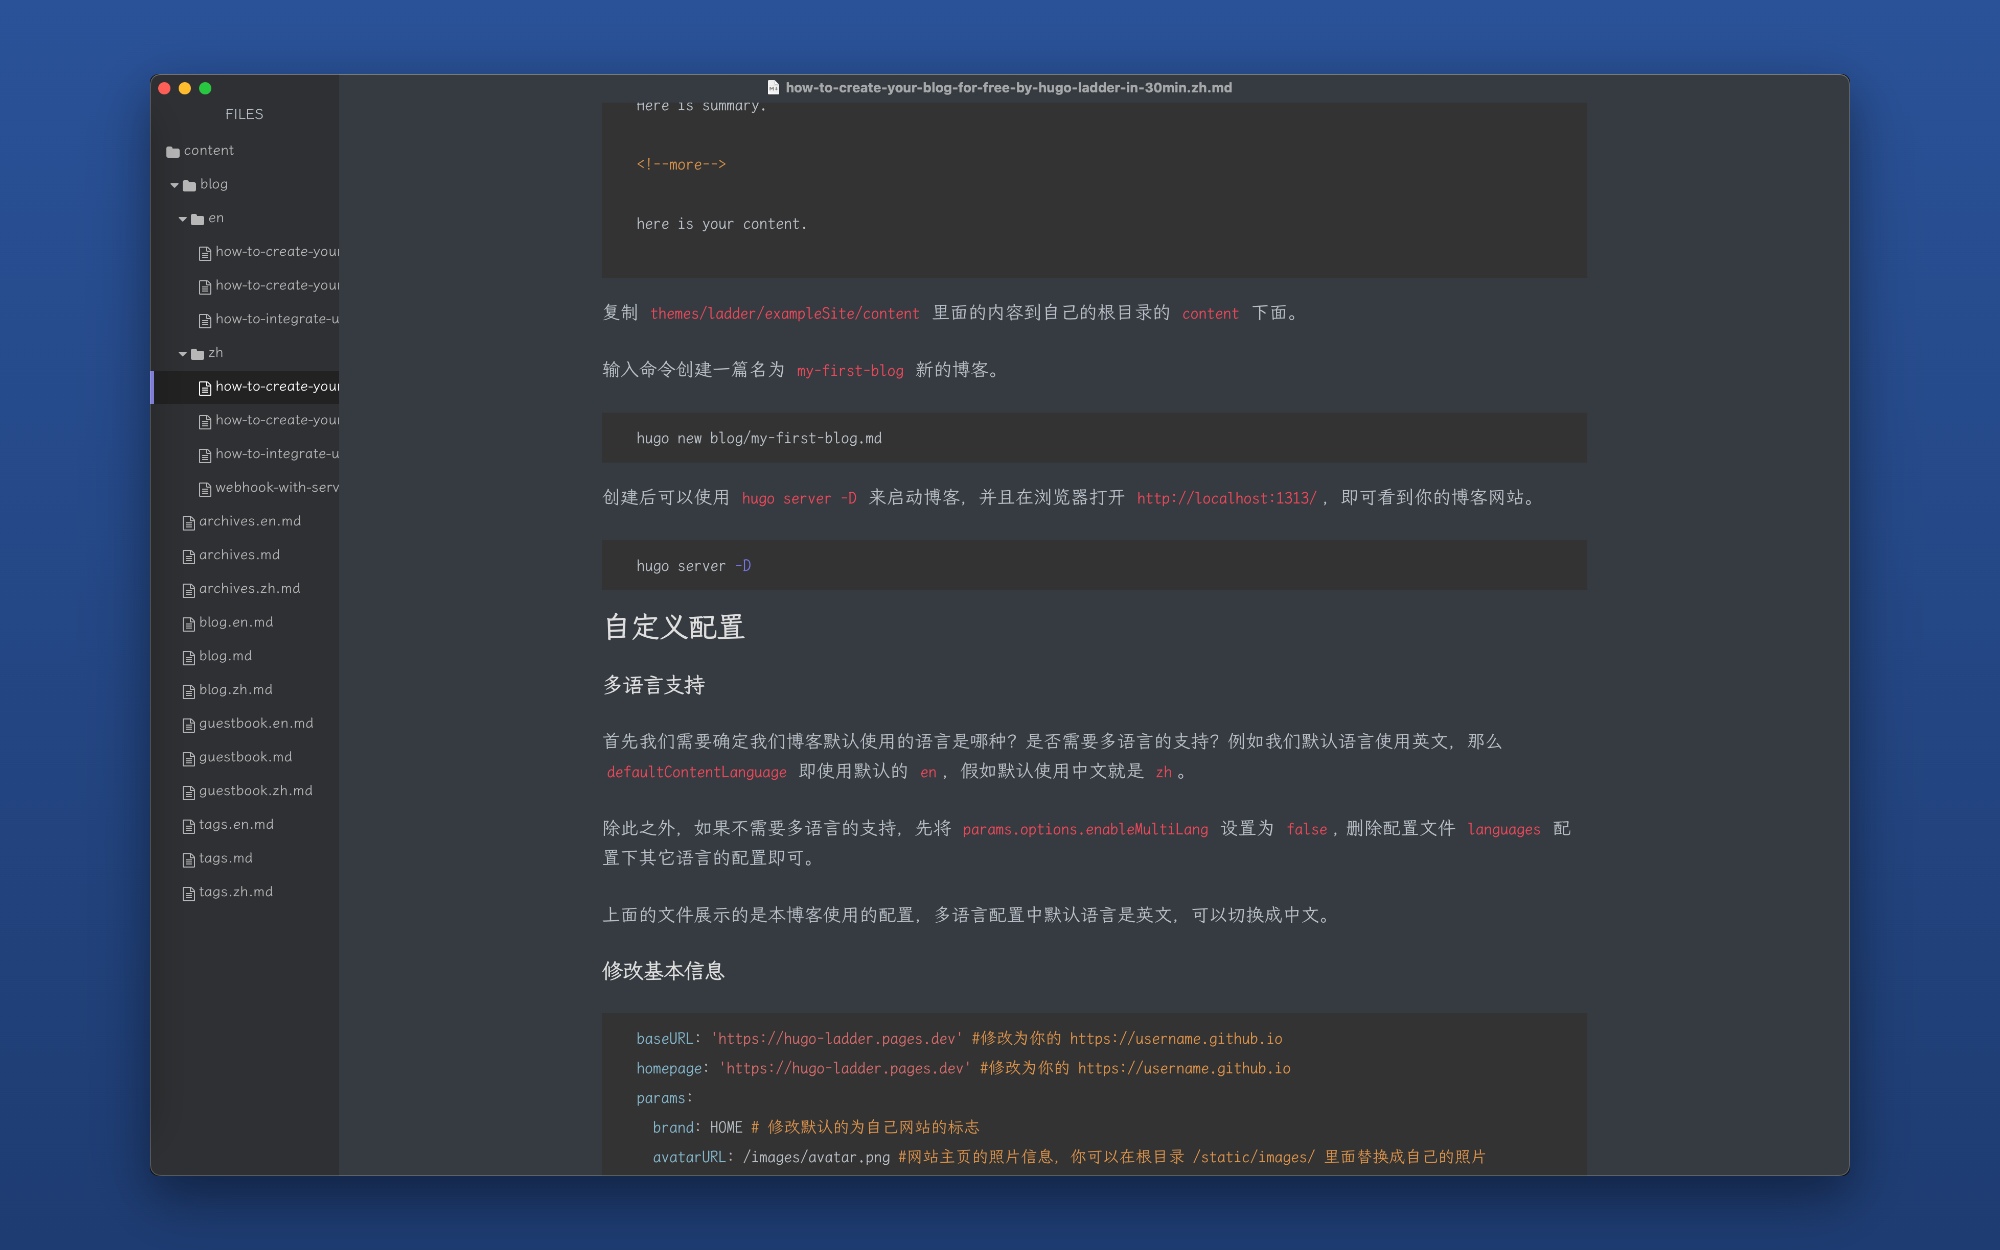 how-to-create-your-blog-for-free-by-hugo-ladder-in-30min.zh.md
FILES
content
blog
en
how-to-create-your
how-to-create-your
how-to-integrate-u
zh
how-to-create-your
how-to-create-your
how-to-integrate-u
webhook-with-serv
archives.en.md
archives.md
archives.zh.md
blog.en.md
blog.md
blog.zh.md
guestbook.en.md
guestbook.md
guestbook.zh.md
tags.en.md
tags.md
tags.zh.md
Here is summary.
<!--more-->
here is your content.
复制 themes/ladder/exampleSite/content 里面的内容到自己的根目录的 content 下面。
输入命令创建一篇名为 my-first-blog 新的博客。
hugo new blog/my-first-blog.md
创建后可以使用 hugo server -D 来启动博客，并且在浏览器打开 http://localhost:1313/，即可看到你的博客网站。
hugo server -D
自定义配置
多语言支持
首先我们需要确定我们博客默认使用的语言是哪种？是否需要多语言的支持？例如我们默认语言使用英文，那么
defaultContentLanguage 即使用默认的 en，假如默认使用中文就是 zh。
除此之外，如果不需要多语言的支持，先将 params.options.enableMultiLang 设置为 false，删除配置文件 languages 配
置下其它语言的配置即可。
上面的文件展示的是本博客使用的配置，多语言配置中默认语言是英文，可以切换成中文。
修改基本信息
baseURL: 'https://hugo-ladder.pages.dev' #修改为你的 https://username.github.io
homepage: 'https://hugo-ladder.pages.dev' #修改为你的 https://username.github.io
params:
brand: HOME # 修改默认的为自己网站的标志
avatarURL: /images/avatar.png #网站主页的照片信息，你可以在根目录 /static/images/ 里面替换成自己的照片